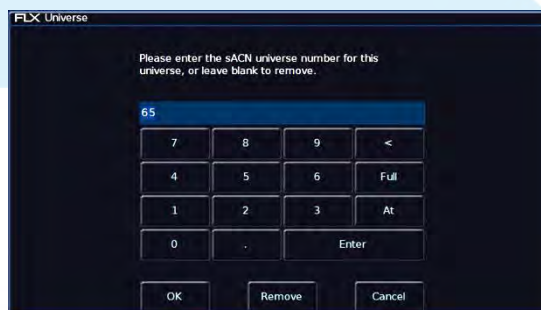 FLX Universe
Please enter the sACN universe number for this
universe, or leave blank to remove.
65
7 8 9 <
4 5 6 Full
1 2 3 At
0 . Enter
OK Remove Cancel